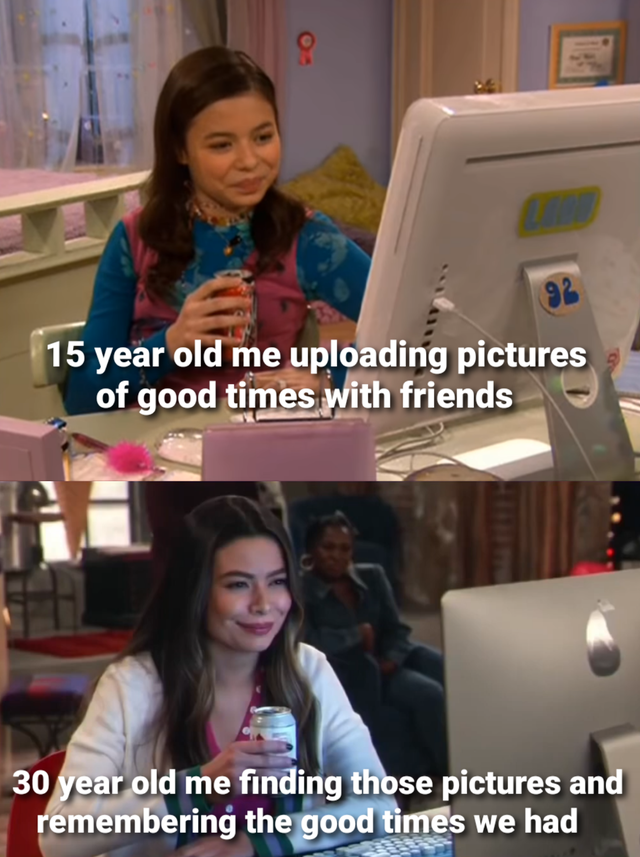 92
15 year old me uploading pictures
of good times with friends
30 year old me finding those pictures and
remembering the good times we had